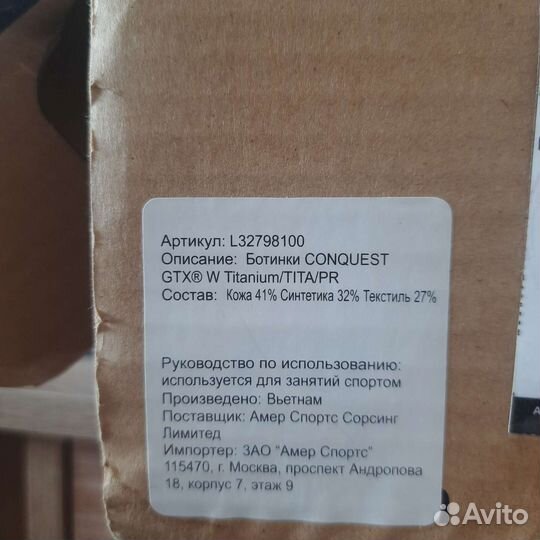 Артикул: L32798100
Описание: Ботинки CONQUEST
GTX® W Titanium/TITA/PR
Состав: Кожа 41% Синтетика 32% Текстиль 27%
Руководство по использованию:
используется для занятий спортом
Произведено: Вьетнам
Поставщик: Амер Спортс Сорсинг
Лимитед
Импортер: ЗАО "Амер Спортс"
115470, г. Москва, проспект Андропова
18, корпус 7, этаж 9
Avito